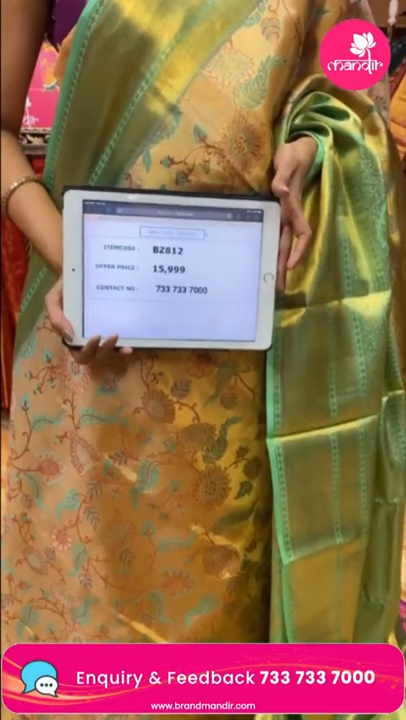 mandir
ITEMCODE : BZ812
OFFER PRICE : 15,999
CONTACT NO : 733 733 7000
Enquiry & Feedback 733 733 7000
www.brandmandir.com